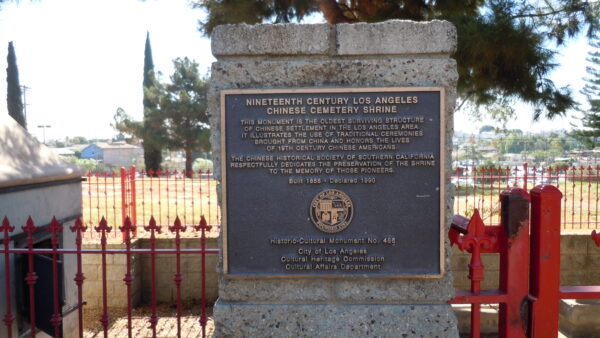 NINETEENTH CENTURY LOS ANGELES
CHINESE CEMETERY SHRINE
THIS MONUMENT IS THE OLDEST SURVIVING STRUCTURE
OF CHINESE SETTLEMENT IN THE LOS ANGELES AREA.
IT ILLUSTRATES THE USE OF TRADITIONAL CEREMONIES
BROUGHT FROM CHINA AND HONORS THE LIVES
OF 19TH CENTURY CHINESE AMERICANS.
THE CHINESE HISTORICAL SOCIETY OF SOUTHERN CALIFORNIA
RESPECTFULLY DEDICATES THE PRESERVATION OF THE SHRINE
TO THE MEMORY OF THOSE PIONEERS.
Built 1888 - Declared 1990
Historic-Cultural Monument No. 486
City of Los Angeles
Cultural Heritage Commission
Cultural Affairs Department